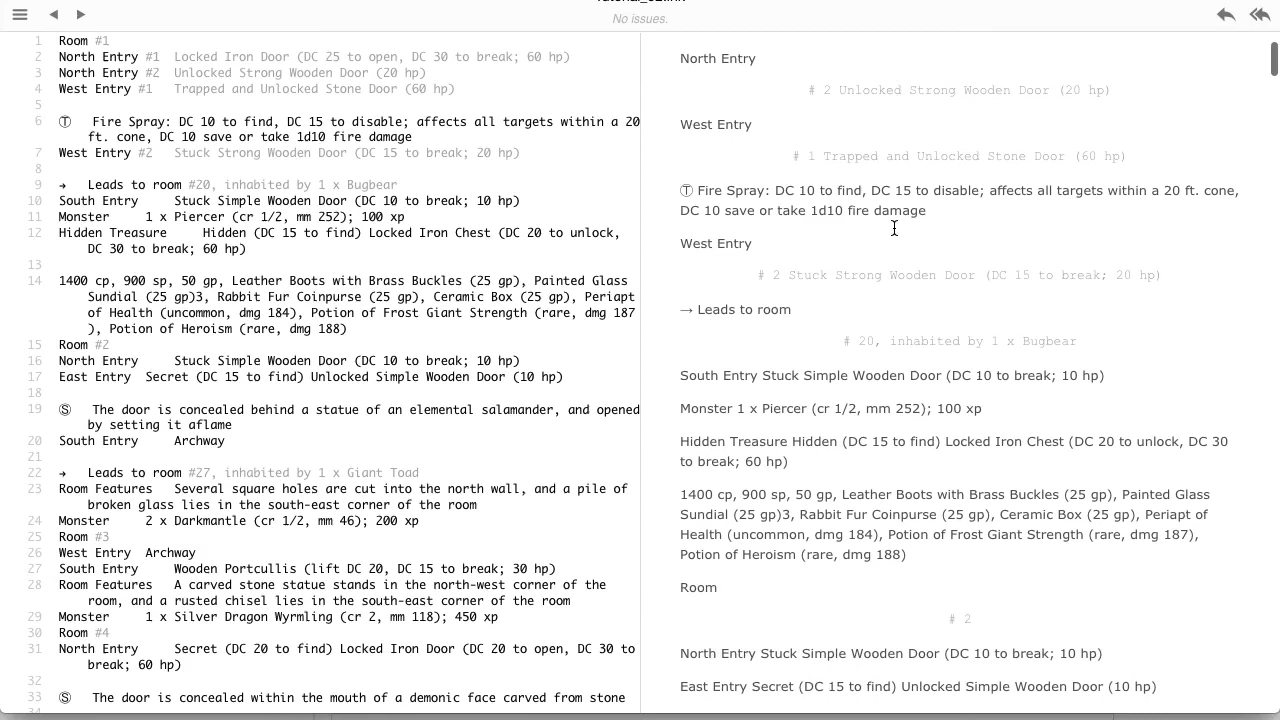 No issues.
1 Room #1
2 North Entry #1 Locked Iron Door (DC 25 to open, DC 30 to break; 60 hp)
3 North Entry #2 Unlocked Strong Wooden Door (20 hp)
4 West Entry #1 Trapped and Unlocked Stone Door (60 hp)
5
6 Ⓣ Fire Spray: DC 10 to find, DC 15 to disable; affects all targets within a 20
ft. cone, DC 10 save or take 1d10 fire damage
7 West Entry #2 Stuck Strong Wooden Door (DC 15 to break; 20 hp)
8
9 → Leads to room #20, inhabited by 1 x Bugbear
10 South Entry Stuck Simple Wooden Door (DC 10 to break; 10 hp)
11 Monster 1 x Piercer (cr 1/2, mm 252); 100 xp
12 Hidden Treasure Hidden (DC 15 to find) Locked Iron Chest (DC 20 to unlock,
DC 30 to break; 60 hp)
13
14 1400 cp, 900 sp, 50 gp, Leather Boots with Brass Buckles (25 gp), Painted Glass
Sundial (25 gp)3, Rabbit Fur Coinpurse (25 gp), Ceramic Box (25 gp), Periapt
of Health (uncommon, dmg 184), Potion of Frost Giant Strength (rare, dmg 187
), Potion of Heroism (rare, dmg 188)
15 Room #2
16 North Entry Stuck Simple Wooden Door (DC 10 to break; 10 hp)
17 East Entry Secret (DC 15 to find) Unlocked Simple Wooden Door (10 hp)
18
19 Ⓢ The door is concealed behind a statue of an elemental salamander, and opened
by setting it aflame
20 South Entry Archway
21
22 → Leads to room #27, inhabited by 1 x Giant Toad
23 Room Features Several square holes are cut into the north wall, and a pile of
broken glass lies in the south-east corner of the room
24 Monster 2 x Darkmantle (cr 1/2, mm 46); 200 xp
25 Room #3
26 West Entry Archway
27 South Entry Wooden Portcullis (lift DC 20, DC 15 to break; 30 hp)
28 Room Features A carved stone statue stands in the north-west corner of the
room, and a rusted chisel lies in the south-east corner of the room
29 Monster 1 x Silver Dragon Wyrmling (cr 2, mm 118); 450 xp
30 Room #4
31 North Entry Secret (DC 20 to find) Locked Iron Door (DC 20 to open, DC 30 to
break; 60 hp)
32
33 Ⓢ The door is concealed within the mouth of a demonic face carved from stone
North Entry
# 2 Unlocked Strong Wooden Door (20 hp)
West Entry
# 1 Trapped and Unlocked Stone Door (60 hp)
Ⓣ Fire Spray: DC 10 to find, DC 15 to disable; affects all targets within a 20 ft. cone,
DC 10 save or take 1d10 fire damage
West Entry
# 2 Stuck Strong Wooden Door (DC 15 to break; 20 hp)
→ Leads to room
# 20, inhabited by 1 x Bugbear
South Entry Stuck Simple Wooden Door (DC 10 to break; 10 hp)
Monster 1 x Piercer (cr 1/2, mm 252); 100 xp
Hidden Treasure Hidden (DC 15 to find) Locked Iron Chest (DC 20 to unlock, DC 30
to break; 60 hp)
1400 cp, 900 sp, 50 gp, Leather Boots with Brass Buckles (25 gp), Painted Glass
Sundial (25 gp)3, Rabbit Fur Coinpurse (25 gp), Ceramic Box (25 gp), Periapt of
Health (uncommon, dmg 184), Potion of Frost Giant Strength (rare, dmg 187),
Potion of Heroism (rare, dmg 188)
Room
# 2
North Entry Stuck Simple Wooden Door (DC 10 to break; 10 hp)
East Entry Secret (DC 15 to find) Unlocked Simple Wooden Door (10 hp)